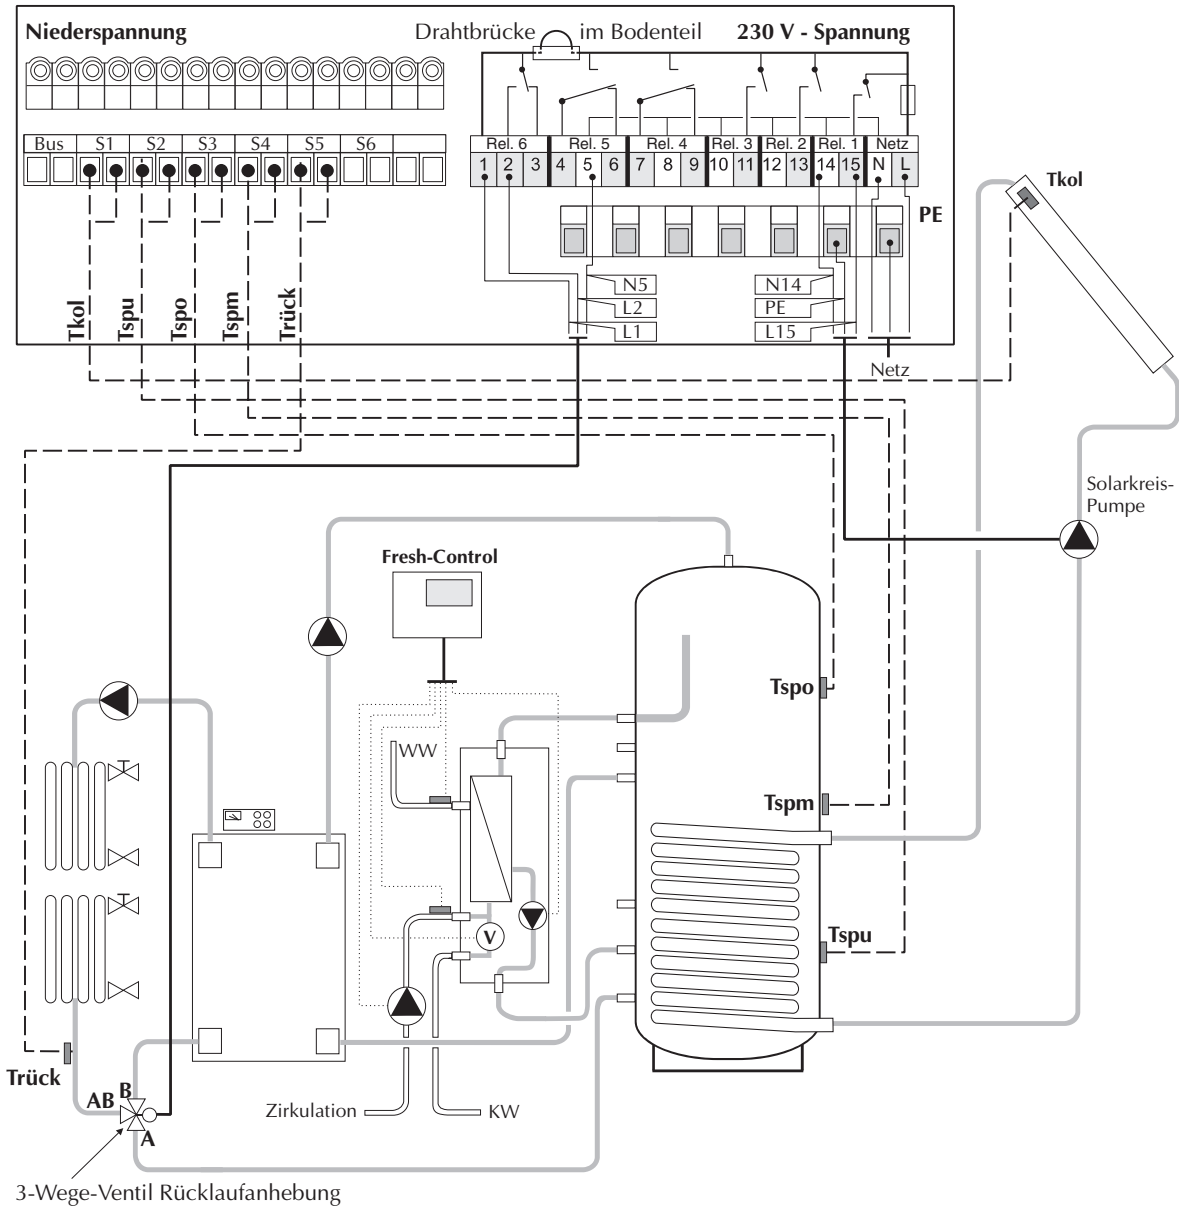 Niederspannung
Drahtbrücke im Bodenteil 230 V - Spannung
Bus S1 S2 S3 S4 S5 S6
Rel. 6 Rel. 5 Rel. 4 Rel. 3 Rel. 2 Rel. 1 Netz
1 2 3 4 5 6 7 8 9 10 11 12 13 14 15 N L
Tkol
PE
Tkol
Tspu
Tspo
Tspm
Trück
N5
L2
L1
N14
PE
L15
Netz
Solarkreis-
Pumpe
Fresh-Control
Tspo
WW
Tspm
Tspu
V
Trück
AB
B
A
Zirkulation
KW
3-Wege-Ventil Rücklaufanhebung